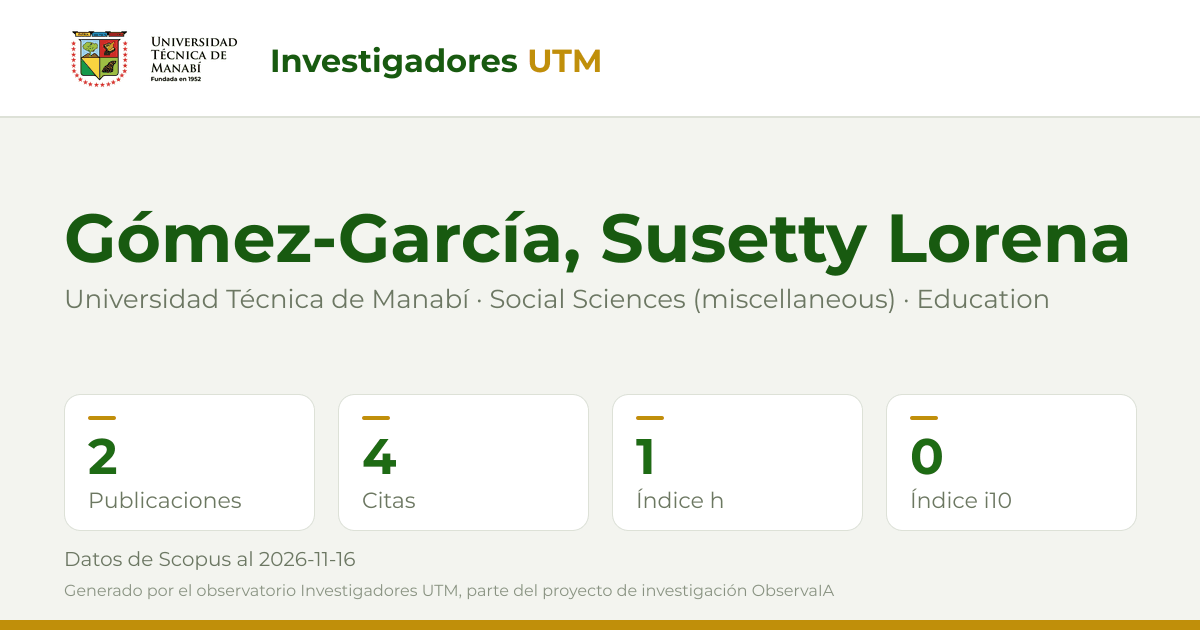 UNIVERSIDAD
TÉCNICA DE
MANABÍ
Fundada en 1952
Investigadores UTM
Gómez-García, Susetty Lorena
Universidad Técnica de Manabí · Social Sciences (miscellaneous) · Education
2
Publicaciones
4
Citas
1
Índice h
0
Índice i10
Datos de Scopus al 2026-11-16
Generado por el observatorio Investigadores UTM, parte del proyecto de investigación ObservaIA